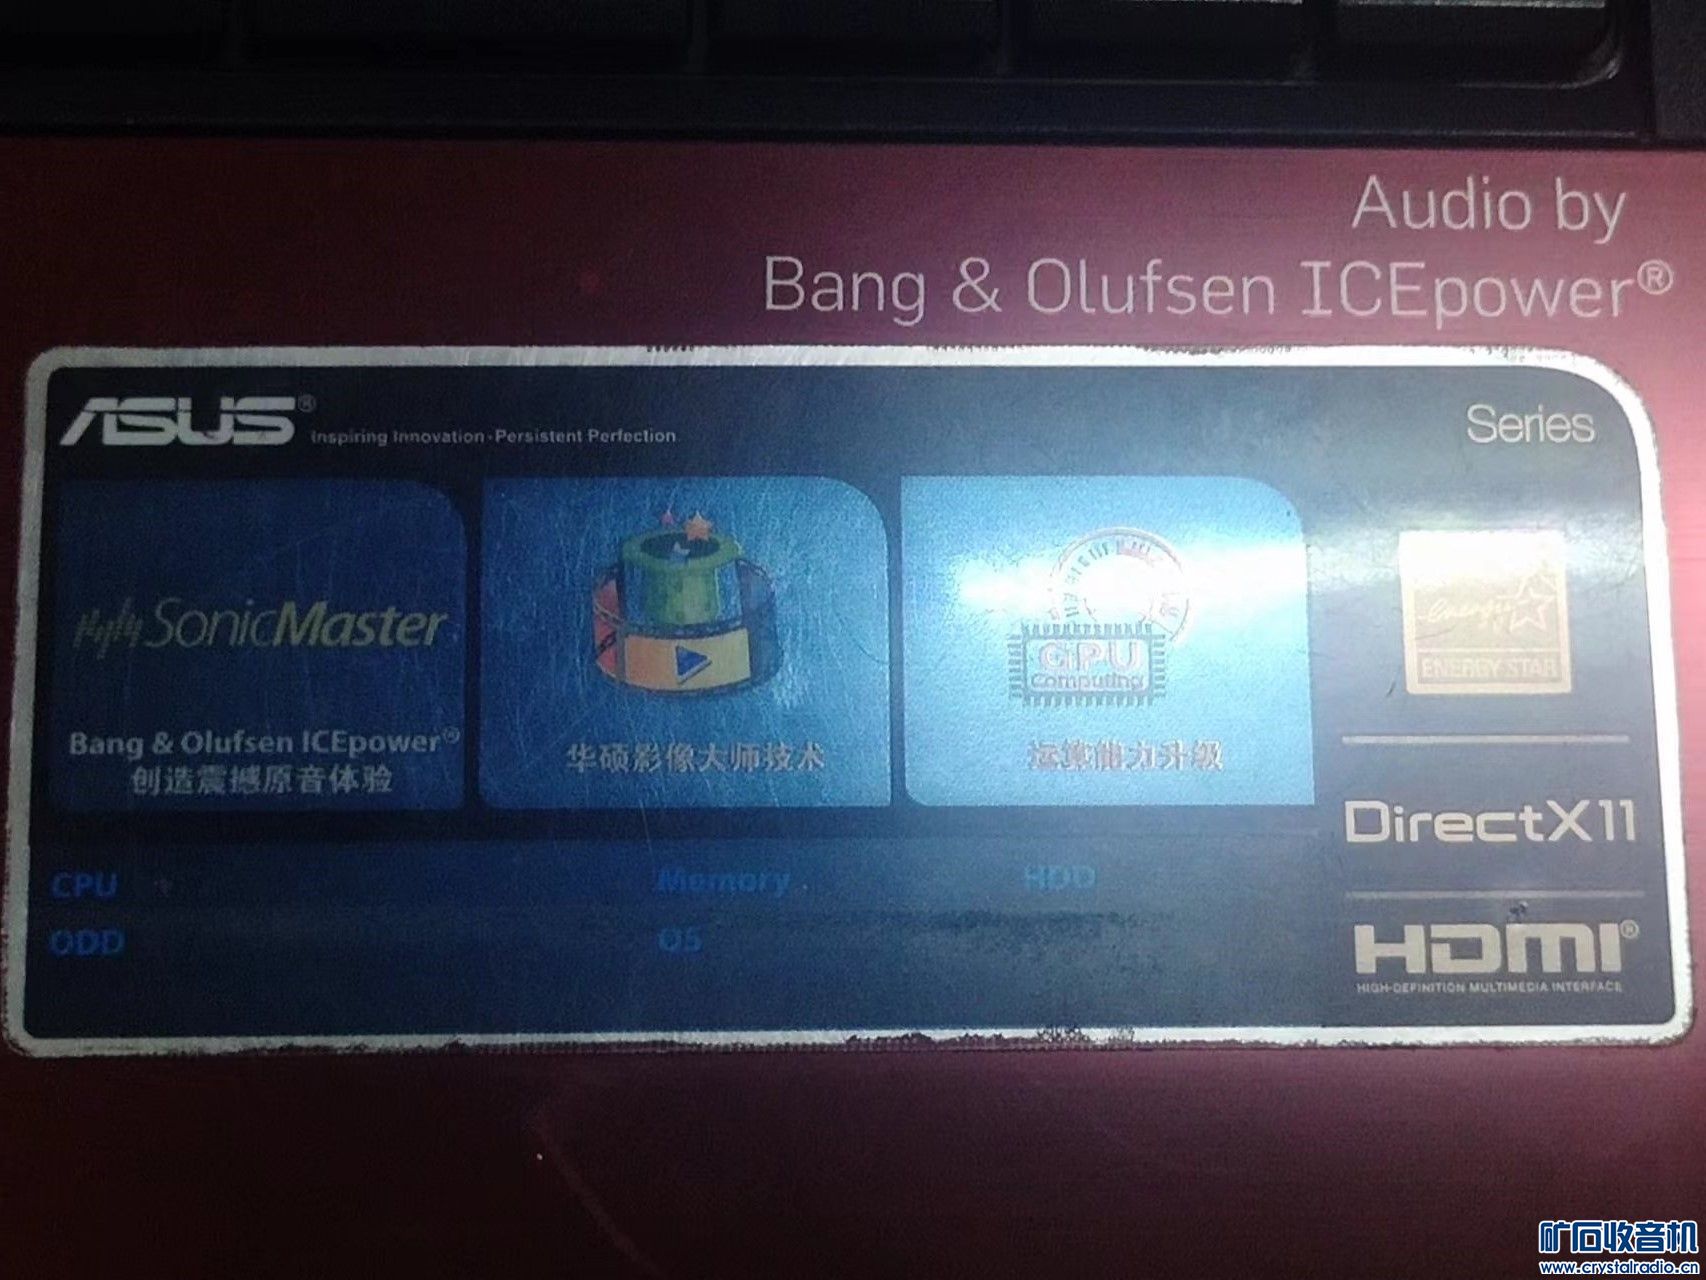 Audio by
Bang & Olufsen ICEpower®
ASUS® Inspiring Innovation · Persistent Perfection
Series
SonicMaster
Bang & Olufsen ICEpower®
创造震撼原音体验
华硕影像大师技术
GPU
Computing
运算能力升级
energy
ENERGY STAR
DirectX11
HDMI®
HIGH-DEFINITION MULTIMEDIA INTERFACE
CPU Memory HDD
ODD OS
矿石收音机
www.crystalradio.cn